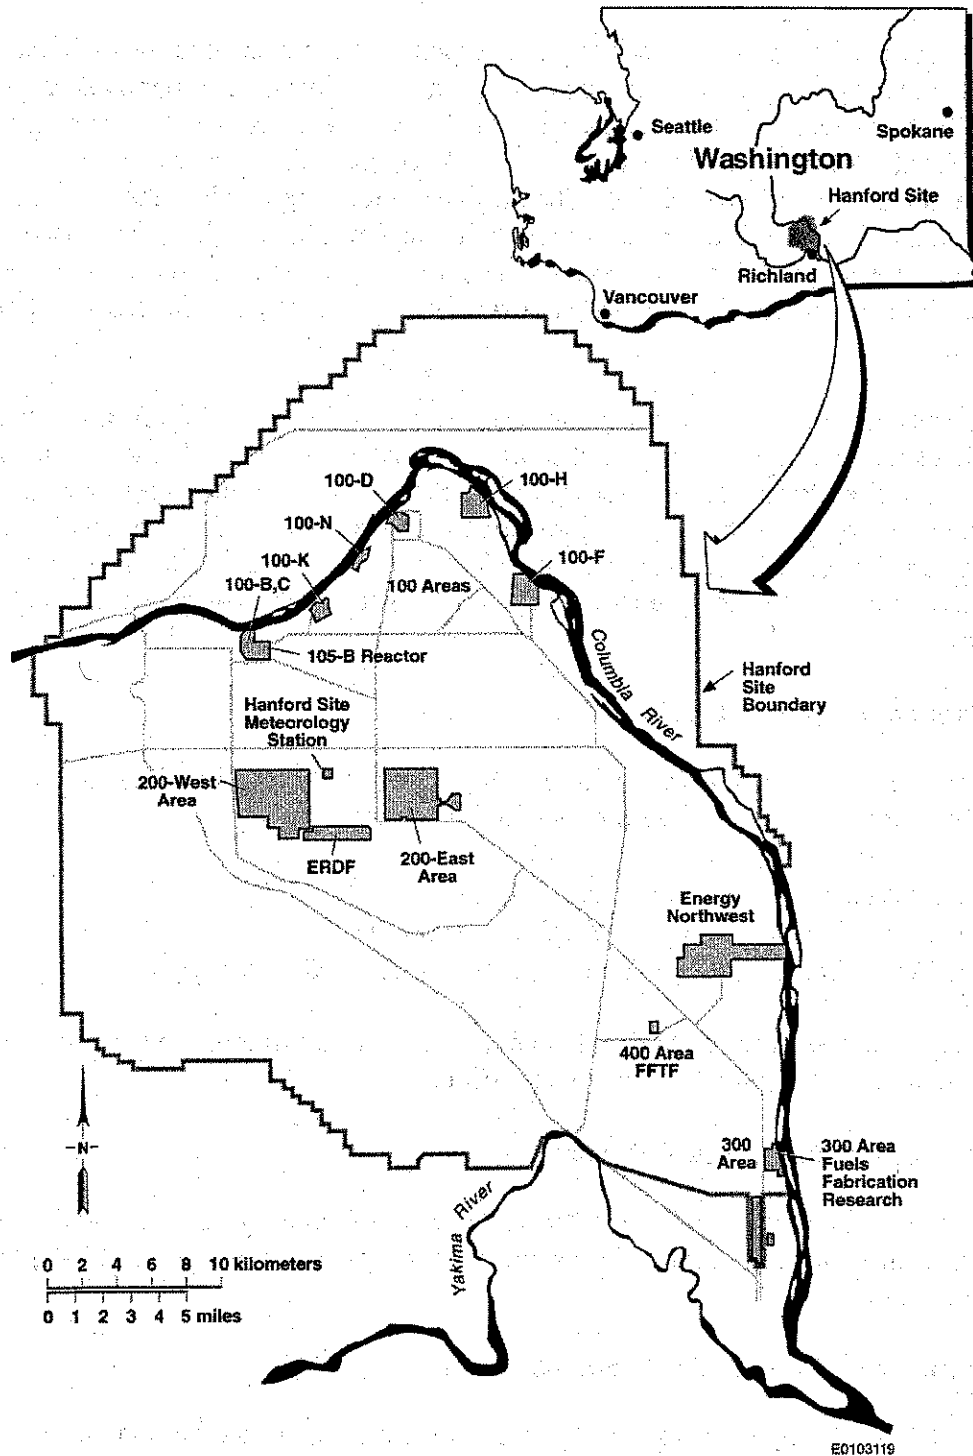 Seattle
Spokane
Washington
Hanford Site
Richland
Vancouver
100-D
100-H
100-N
100-K
100-F
100-B,C
100 Areas
105-B Reactor
Columbia
River
Hanford
Site
Boundary
Hanford Site
Meteorology
Station
200-West
Area
ERDF
200-East
Area
Energy
Northwest
400 Area
FFTF
-N-
300
Area
300 Area
Fuels
Fabrication
Research
Yakima
River
0 2 4 6 8 10 kilometers
0 1 2 3 4 5 miles
E0103119